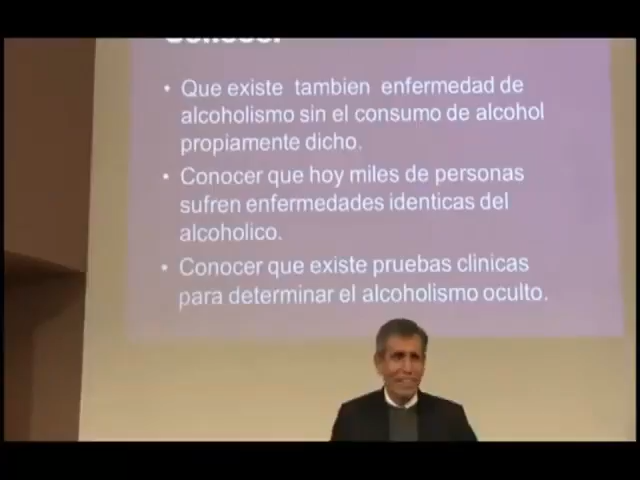 • Que existe tambien enfermedad de
alcoholismo sin el consumo de alcohol
propiamente dicho.
• Conocer que hoy miles de personas
sufren enfermedades identicas del
alcoholico.
• Conocer que existe pruebas clinicas
para determinar el alcoholismo oculto.